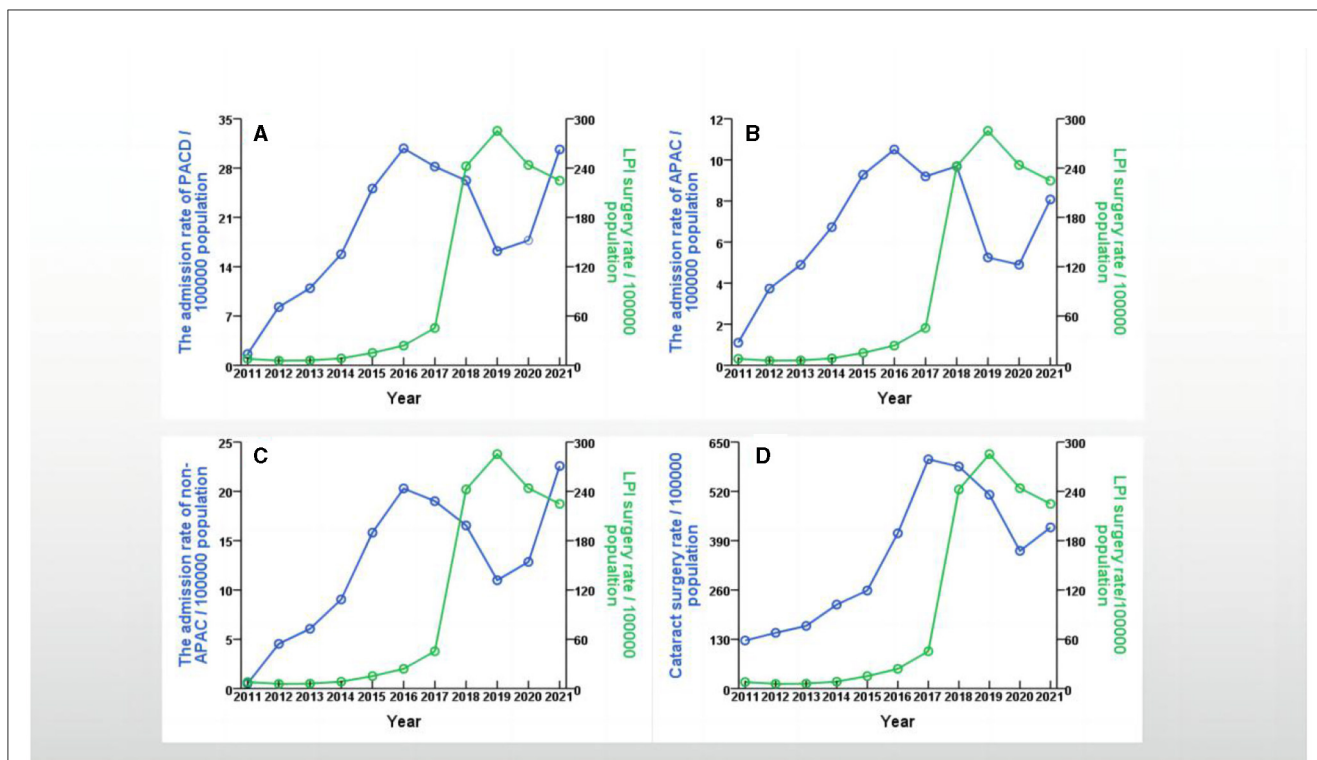 A
35
28
21
14
7
0
300
240
180
120
60
0
The admission rate of PACD /
100000 population
LPI surgery rate / 100000
population
2011 2012 2013 2014 2015 2016 2017 2018 2019 2020 2021
Year
B
12
10
8
6
4
2
0
300
240
180
120
60
0
The admission rate of APAC /
100000 population
LPI surgery rate / 100000
population
2011 2012 2013 2014 2015 2016 2017 2018 2019 2020 2021
Year
C
25
20
15
10
5
0
300
240
180
120
60
0
The admission rate of non-
APAC / 100000 population
LPI surgery rate / 100000
popultion
2011 2012 2013 2014 2015 2016 2017 2018 2019 2020 2021
Year
D
650
520
390
260
130
0
300
240
180
120
60
0
Cataract surgery rate / 100000
population
LPI surgery rate/100000
population
2011 2012 2013 2014 2015 2016 2017 2018 2019 2020 2021
Year